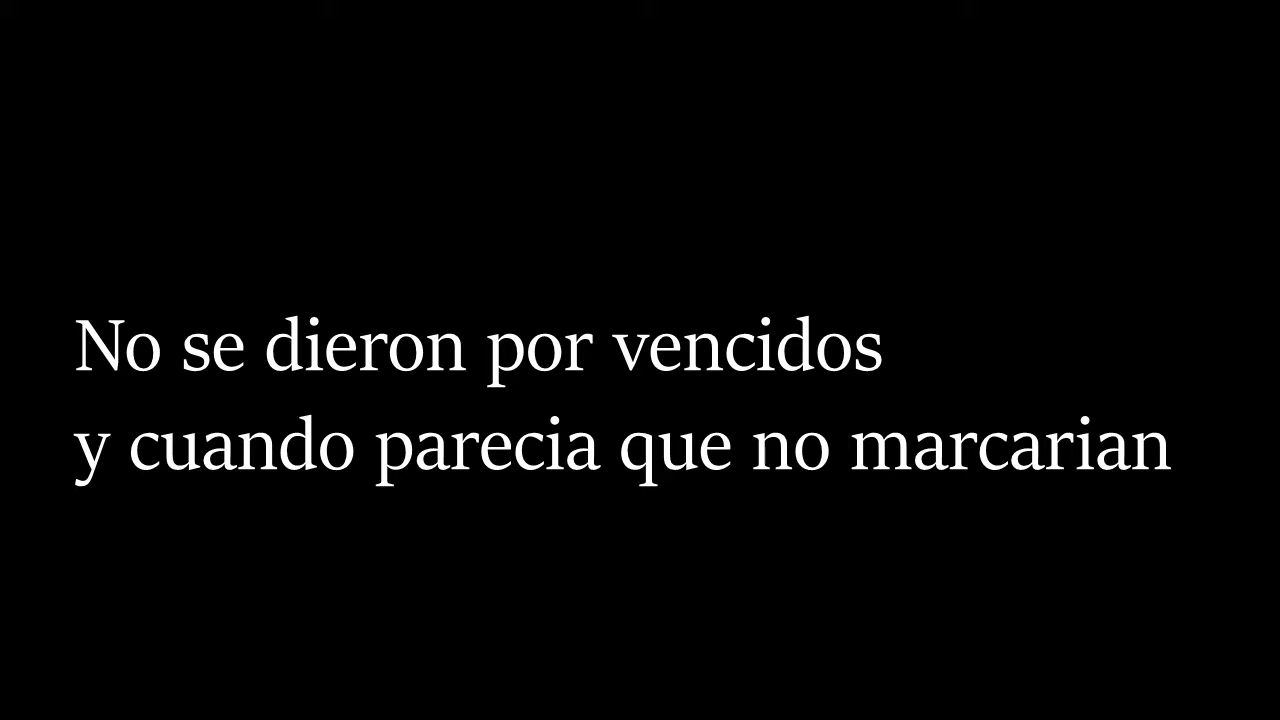 No se dieron por vencidos
y cuando parecia que no marcarian